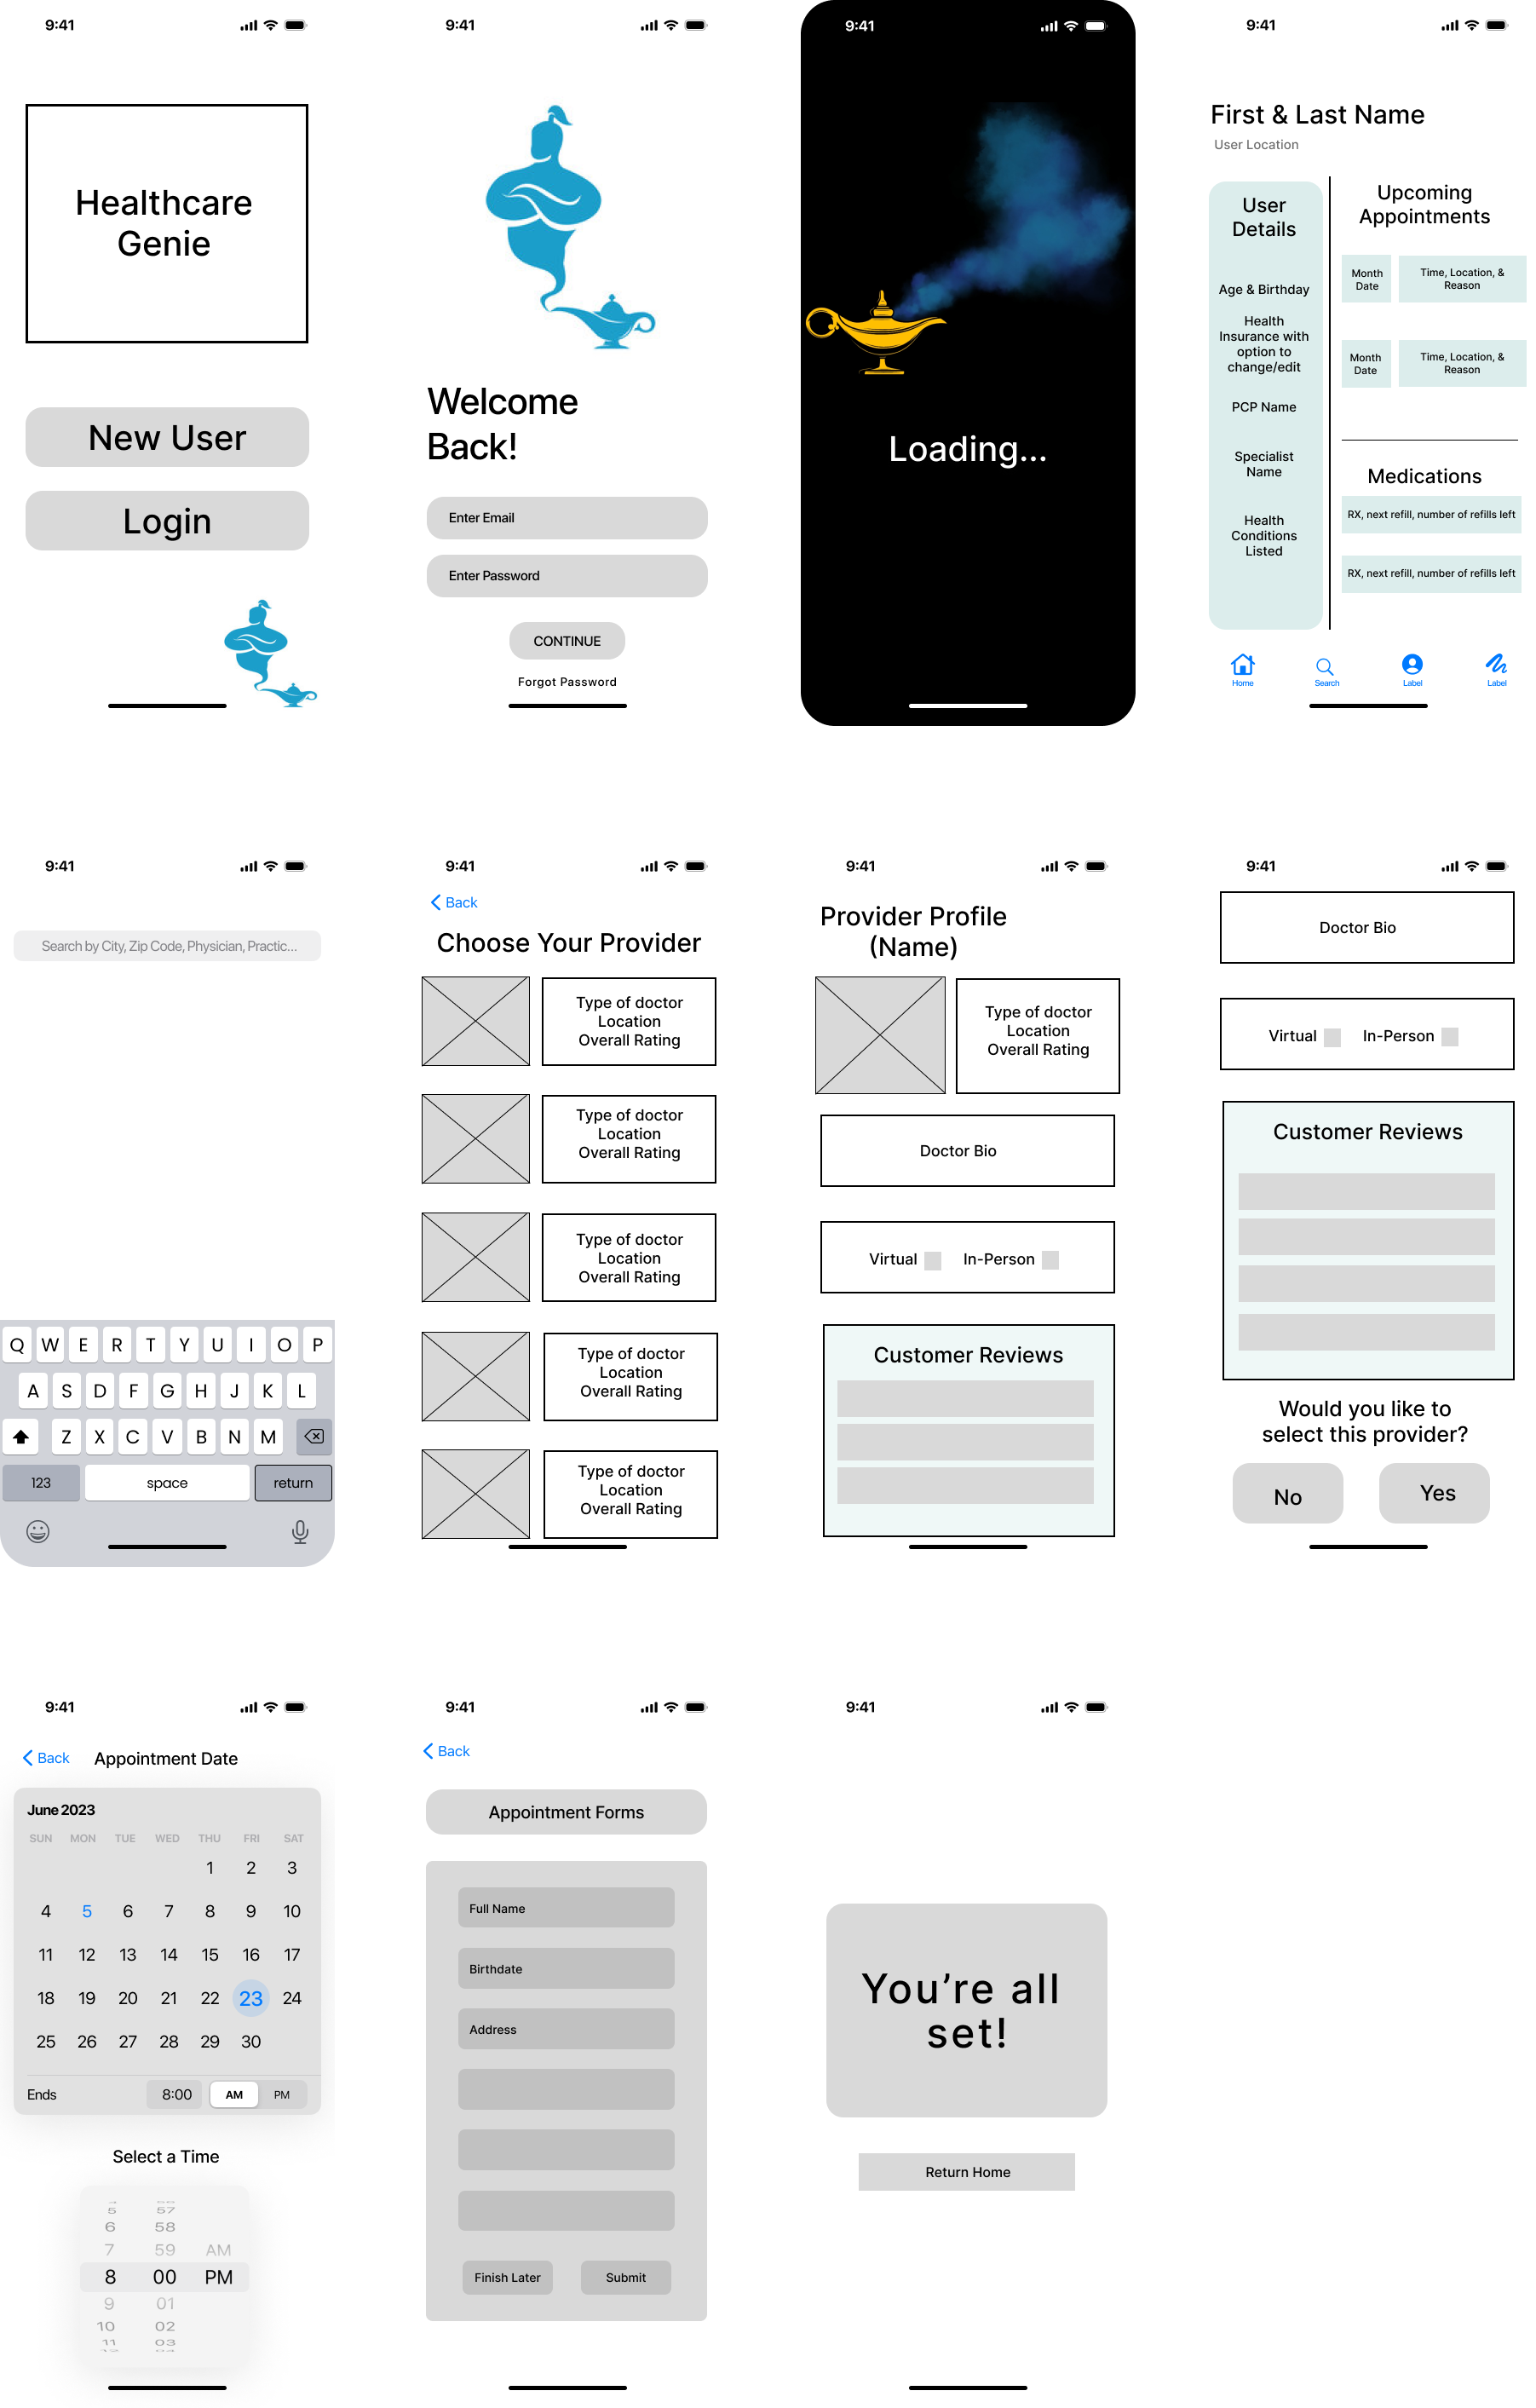 9:41
Healthcare
Genie
New User
Login
9:41
Welcome
Back!
Enter Email
Enter Password
CONTINUE
Forgot Password
9:41
Loading...
9:41
First & Last Name
User Location
User
Details
Age & Birthday
Health
Insurance with
option to
change/edit
PCP Name
Specialist
Name
Health
Conditions
Listed
Upcoming
Appointments
Month
Date
Time, Location, &
Reason
Month
Date
Time, Location, &
Reason
Medications
RX, next refill, number of refills left
RX, next refill, number of refills left
Home
Search
Label
Label
9:41
Search by City, Zip Code, Physician, Practic...
Q W E R T Y U I O P
A S D F G H J K L
Z X C V B N M
123 space return
9:41
Back
Choose Your Provider
Type of doctor
Location
Overall Rating
Type of doctor
Location
Overall Rating
Type of doctor
Location
Overall Rating
Type of doctor
Location
Overall Rating
Type of doctor
Location
Overall Rating
9:41
Provider Profile
(Name)
Type of doctor
Location
Overall Rating
Doctor Bio
Virtual In-Person
Customer Reviews
9:41
Doctor Bio
Virtual In-Person
Customer Reviews
Would you like to
select this provider?
No
Yes
9:41
Back
Appointment Date
June 2023
SUN MON TUE WED THU FRI SAT
1 2 3
4 5 6 7 8 9 10
11 12 13 14 15 16 17
18 19 20 21 22 23 24
25 26 27 28 29 30
Ends 8:00 AM PM
Select a Time
5 57
6 58
7 59 AM
8 00 PM
9 01
10 02
11 03
9:41
Back
Appointment Forms
Full Name
Birthdate
Address
Finish Later
Submit
9:41
You're all
set!
Return Home